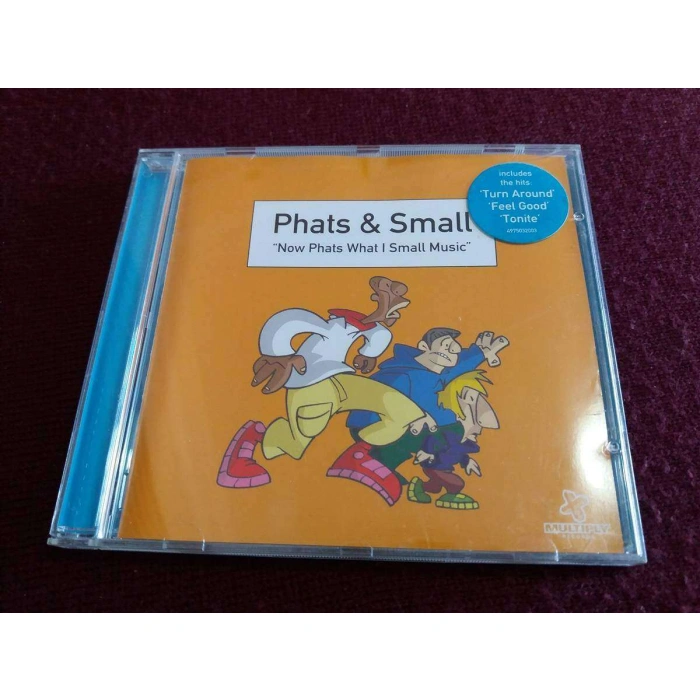 includes
the hits
'Turn Around'
'Feel Good'
'Tonite'
Phats & Small
"Now Phats What I Small Music"
MULTIPLY